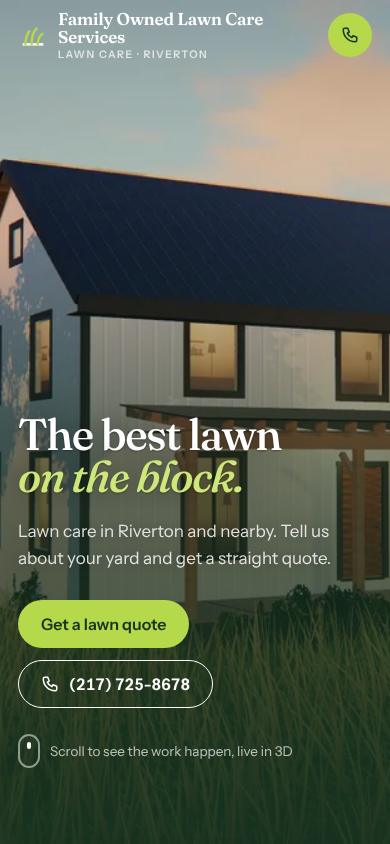 Family Owned Lawn Care
Services
LAWN CARE · RIVERTON
The best lawn
on the block.
Lawn care in Riverton and nearby. Tell us
about your yard and get a straight quote.
Get a lawn quote
(217) 725-8678
Scroll to see the work happen, live in 3D